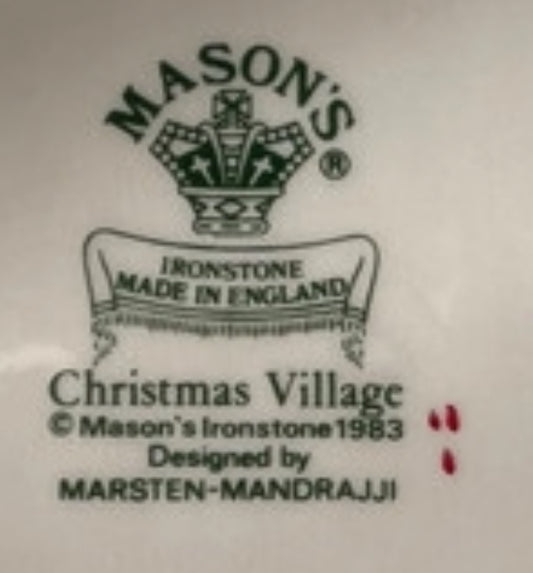 MASON'S ®
IRONSTONE
MADE IN ENGLAND
Christmas Village
© Mason's Ironstone 1983
Designed by
MARSTEN-MANDRAJJI